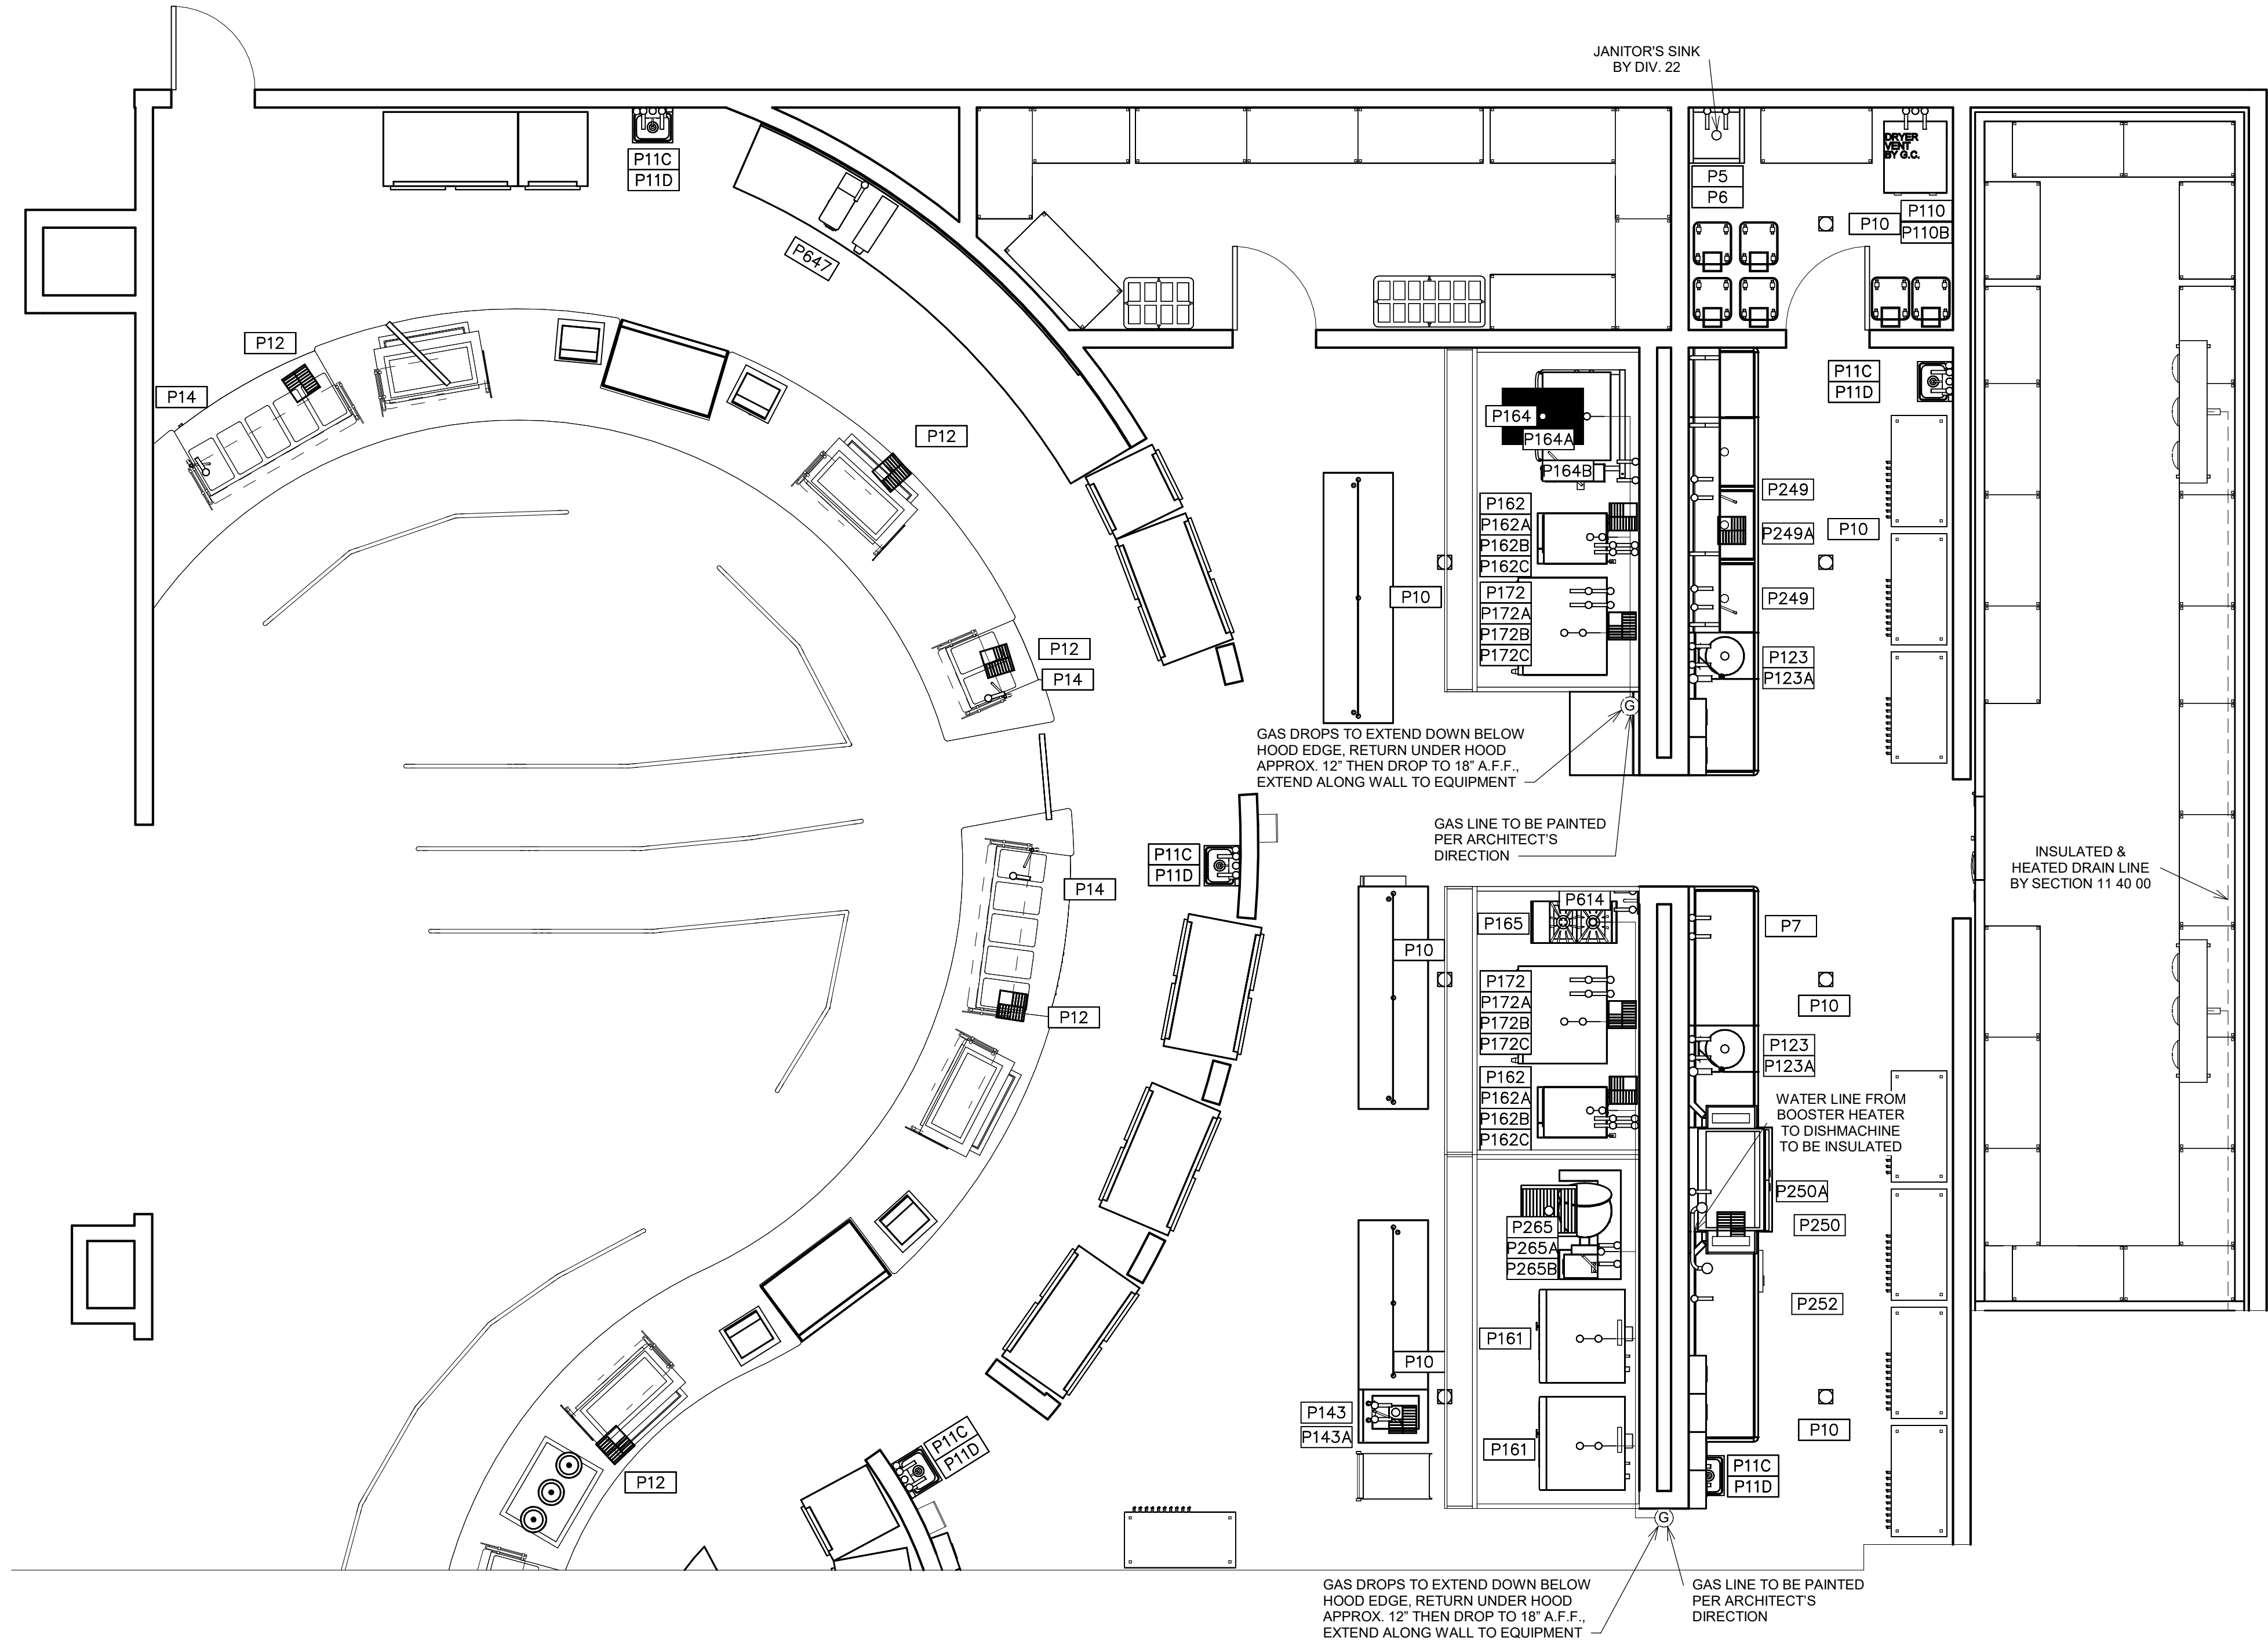 JANITOR'S SINK
BY DIV. 22
DRYER
VENT
BY G.C.
P11C
P11D
P5
P6
P110
P10
P110B
P647
P12
P14
P11C
P11D
P164
P12
P164A
P164B
P249
P162
P162A
P249A
P10
P162B
P162C
P172
P10
P249
P172A
P172B
P12
P172C
P123
P14
P123A
G
GAS DROPS TO EXTEND DOWN BELOW
HOOD EDGE, RETURN UNDER HOOD
APPROX. 12” THEN DROP TO 18” A.F.F.,
EXTEND ALONG WALL TO EQUIPMENT
GAS LINE TO BE PAINTED
PER ARCHITECT’S
DIRECTION
P11C
P11D
INSULATED &
HEATED DRAIN LINE
BY SECTION 11 40 00
P14
P614
P165
P7
P10
P172
P172A
P10
P12
P172B
P172C
P123
P123A
P162
P162A
P162B
P162C
WATER LINE FROM
BOOSTER HEATER
TO DISHMACHINE
TO BE INSULATED
P250A
P265
P250
P265A
P265B
P252
P161
P10
P143
P143A
P10
P161
P11C
P11D
P11C
P11D
P12
G
GAS DROPS TO EXTEND DOWN BELOW
HOOD EDGE, RETURN UNDER HOOD
APPROX. 12” THEN DROP TO 18” A.F.F.,
EXTEND ALONG WALL TO EQUIPMENT
GAS LINE TO BE PAINTED
PER ARCHITECT’S
DIRECTION